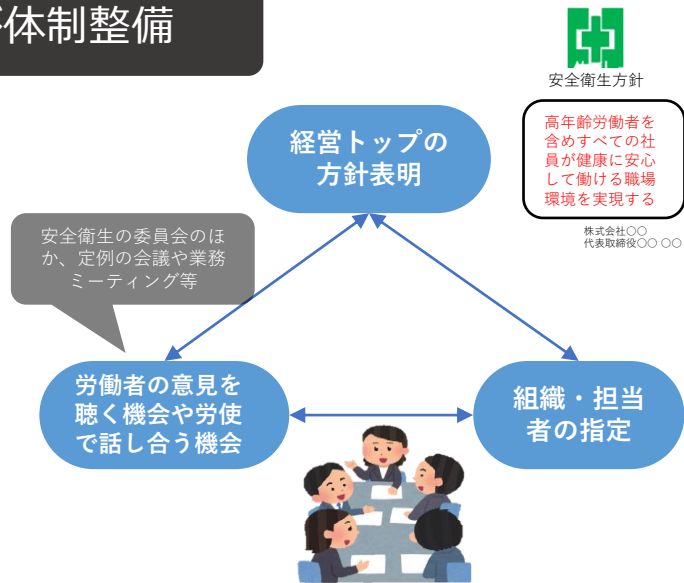 体制整備
安全衛生方針
高年齢労働者を
含めすべての社
員が健康に安心
して働ける職場
環境を実現する
株式会社〇〇
代表取締役〇〇 〇〇
経営トップの
方針表明
安全衛生の委員会のほ
か、定例の会議や業務
ミーティング等
労働者の意見を
聴く機会や労使
で話し合う機会
組織・担当
者の指定